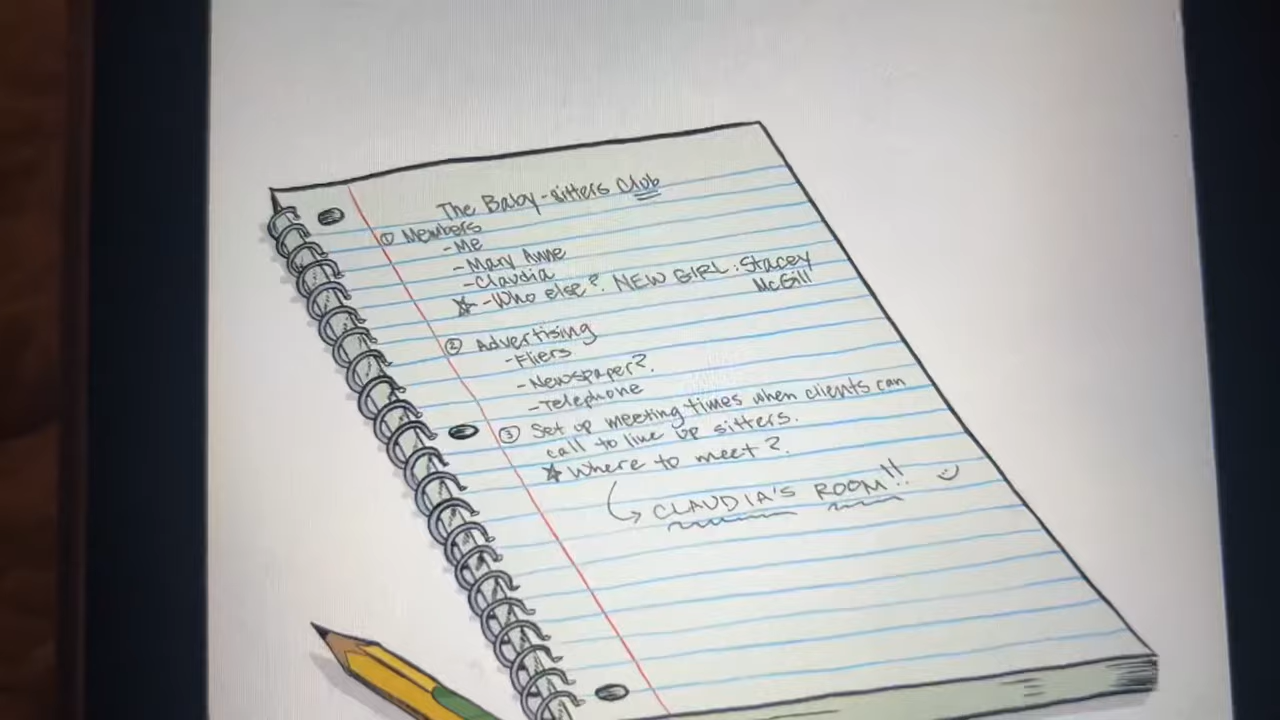 The Baby-sitters Club
① Members
-Me
-Mary Anne
-Claudia
☆ -Who else? NEW GIRL: Stacey
McGill
② Advertising
-Fliers
-Newspaper?
-Telephone
③ Set up meeting times when clients can
call to line up sitters.
☆ Where to meet?
↳ CLAUDIA'S ROOM!! :)